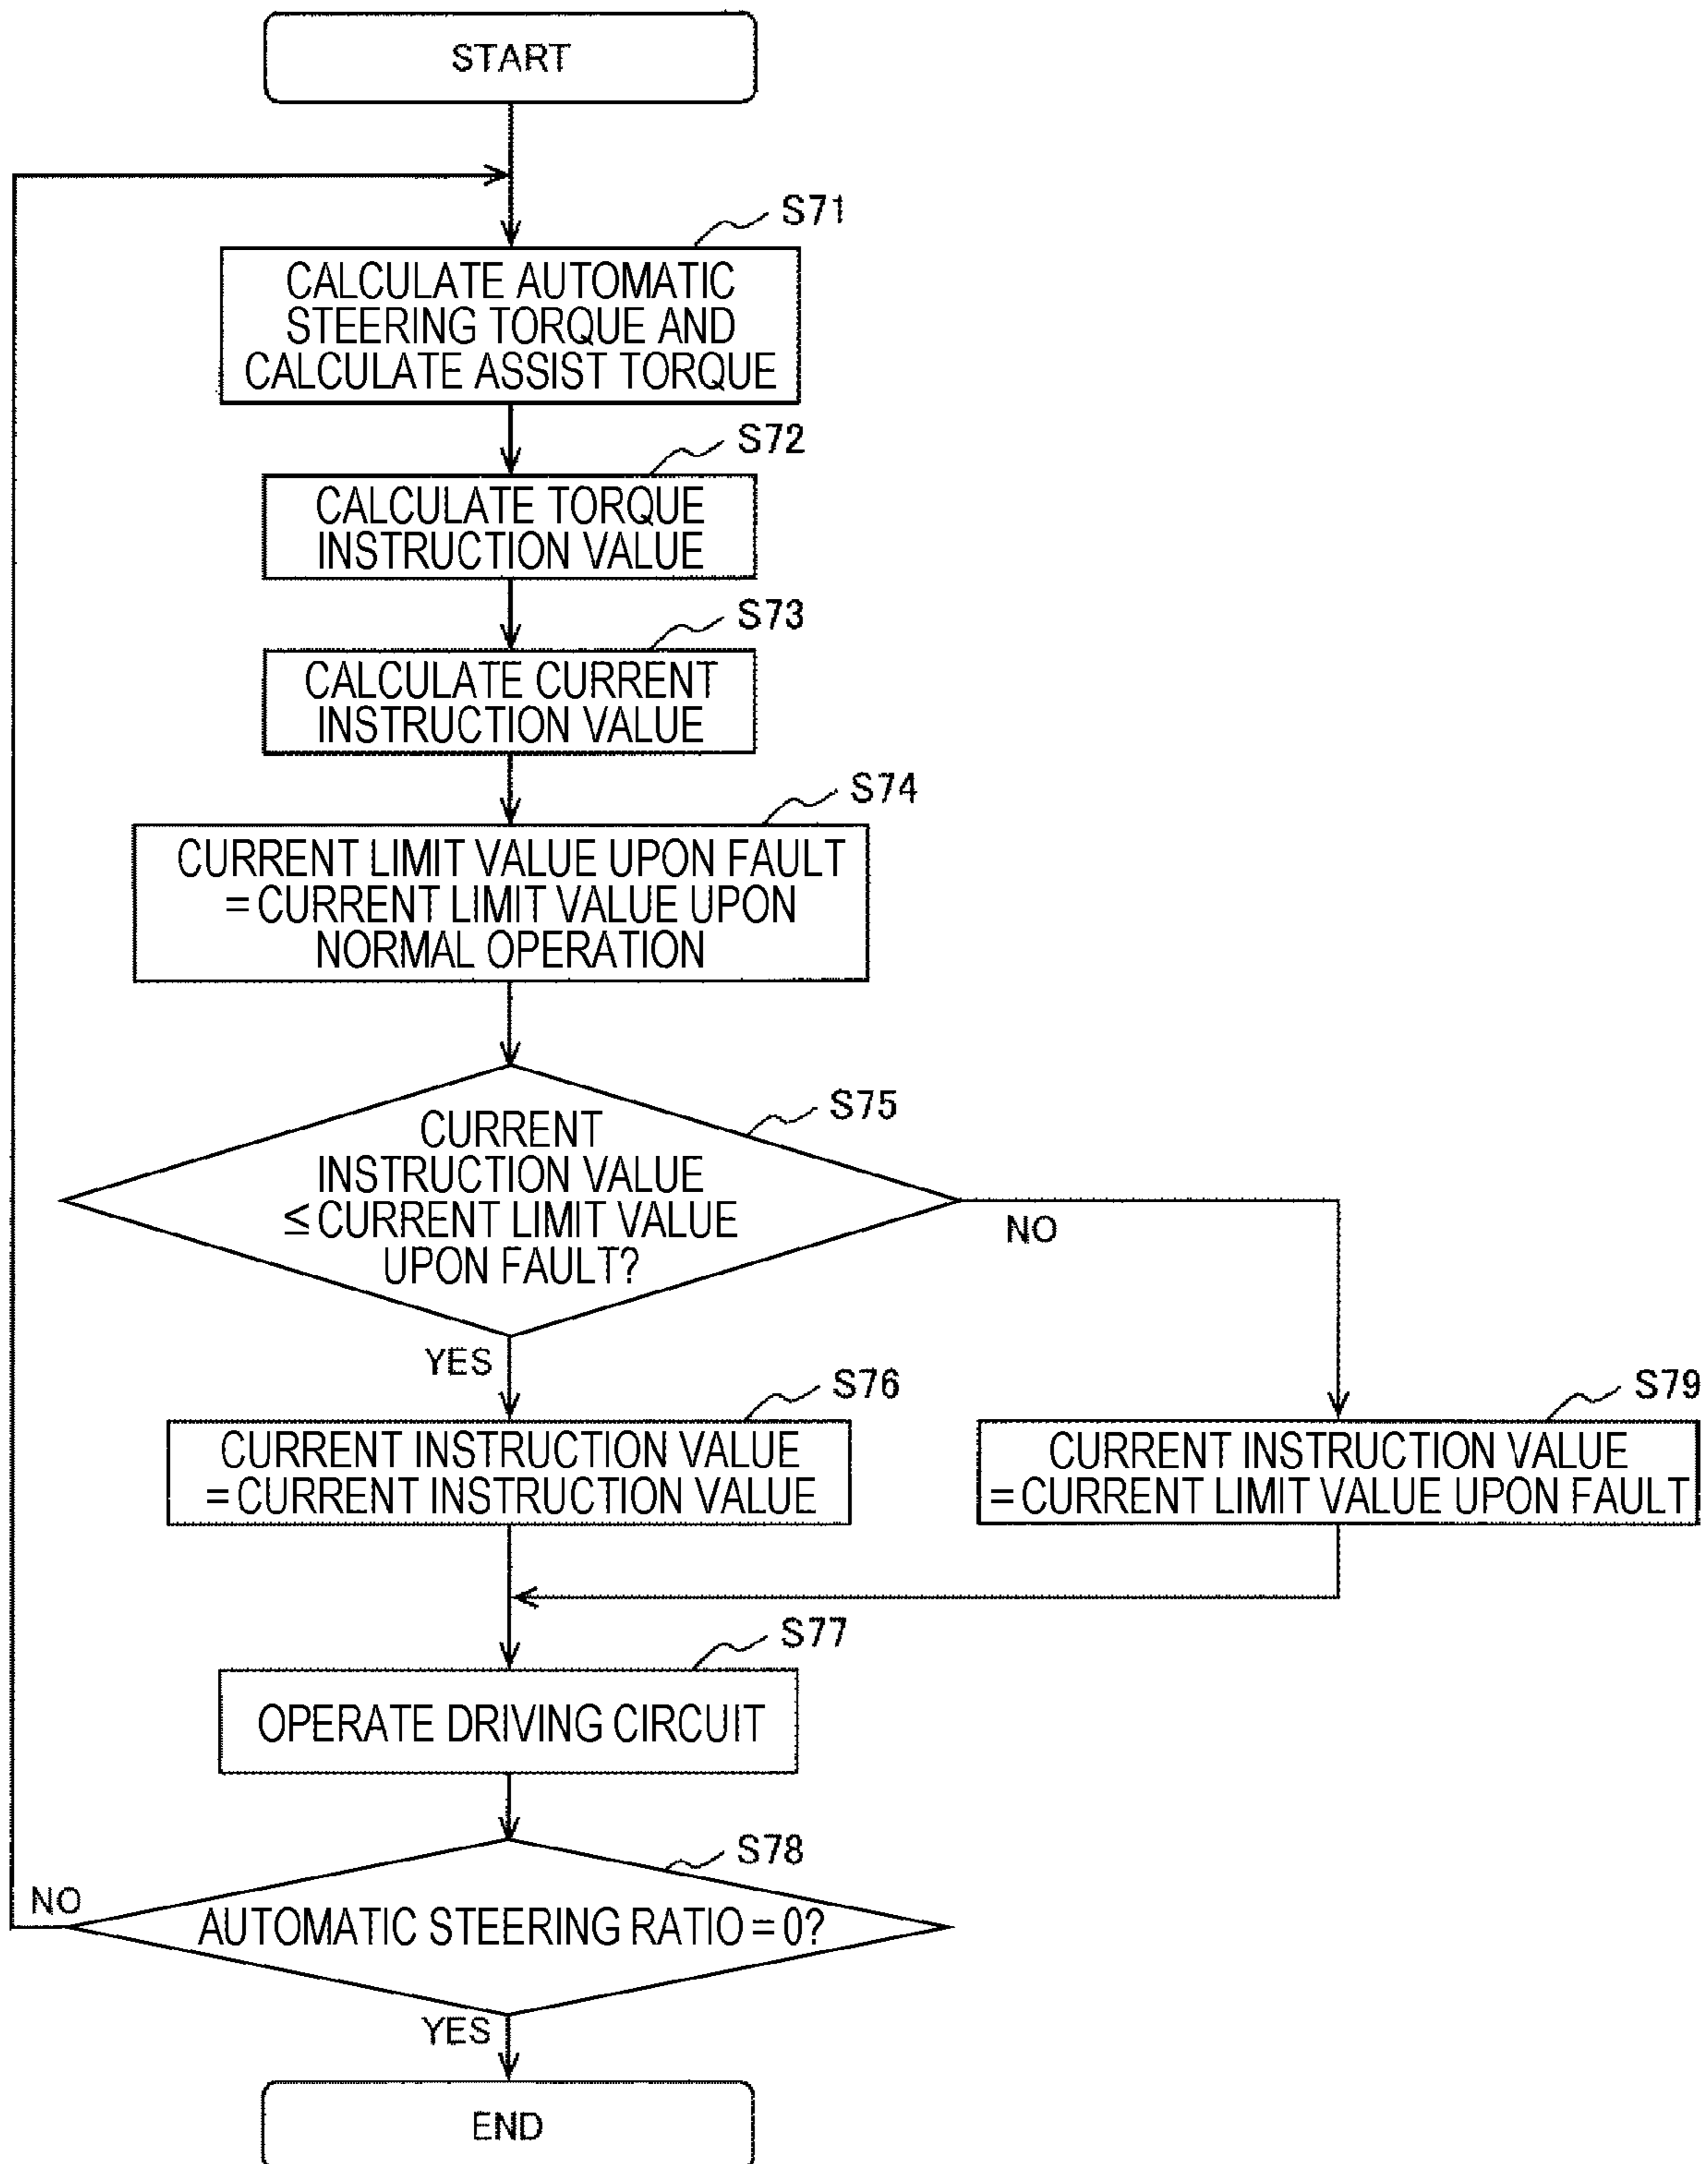 START
S71
CALCULATE AUTOMATIC
STEERING TORQUE AND
CALCULATE ASSIST TORQUE
S72
CALCULATE TORQUE
INSTRUCTION VALUE
S73
CALCULATE CURRENT
INSTRUCTION VALUE
S74
CURRENT LIMIT VALUE UPON FAULT
= CURRENT LIMIT VALUE UPON
NORMAL OPERATION
S75
CURRENT
INSTRUCTION VALUE
≤ CURRENT LIMIT VALUE
UPON FAULT?
NO
YES
S76
CURRENT INSTRUCTION VALUE
= CURRENT INSTRUCTION VALUE
S79
CURRENT INSTRUCTION VALUE
= CURRENT LIMIT VALUE UPON FAULT
S77
OPERATE DRIVING CIRCUIT
S78
NO
AUTOMATIC STEERING RATIO = 0?
YES
END